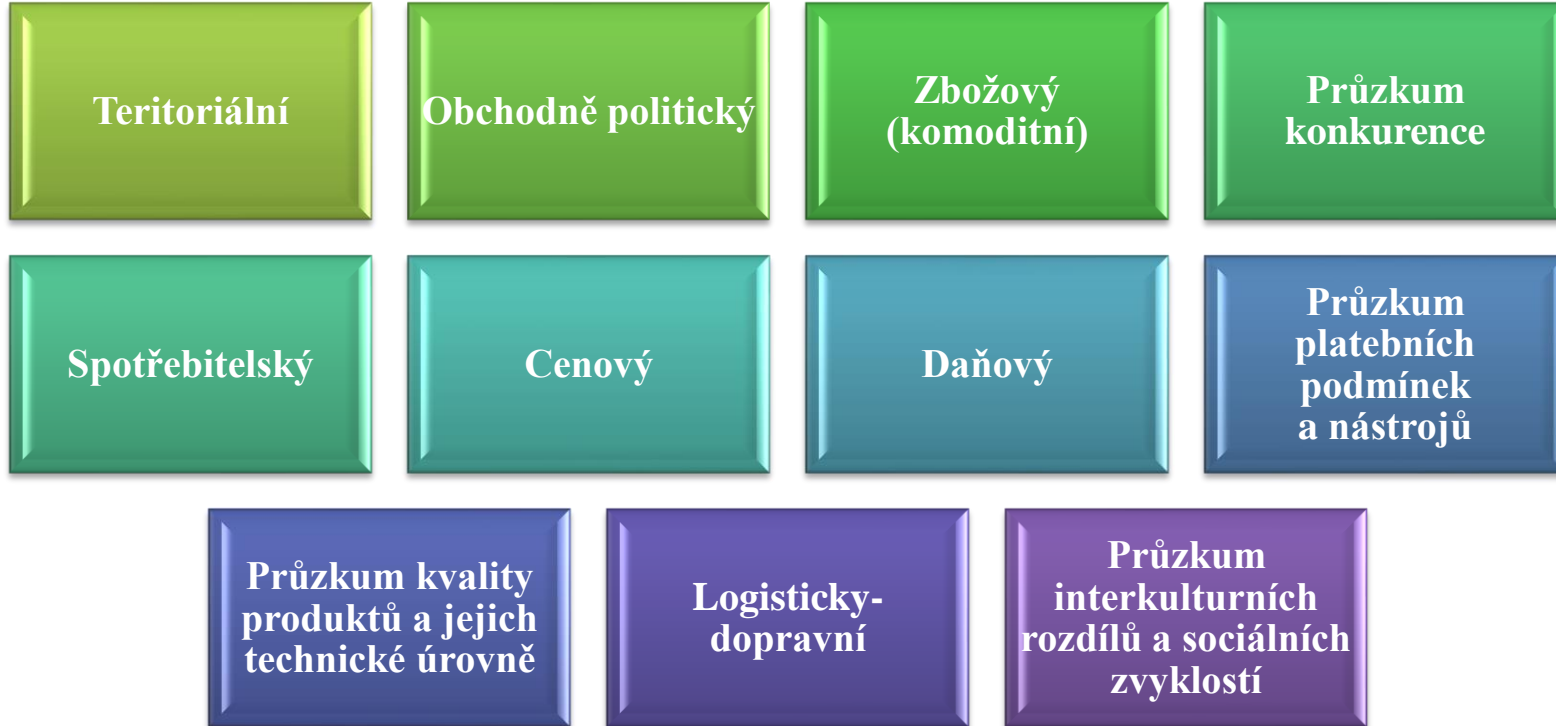 Teritoriální
Obchodně politický
Zbožový
(komoditní)
Průzkum
konkurence
Spotřebitelský
Cenový
Daňový
Průzkum
platebních
podmínek
a nástrojů
Průzkum kvality
produktů a jejich
technické úrovně
Logisticky-
dopravní
Průzkum
interkulturních
rozdílů a sociálních
zvyklostí